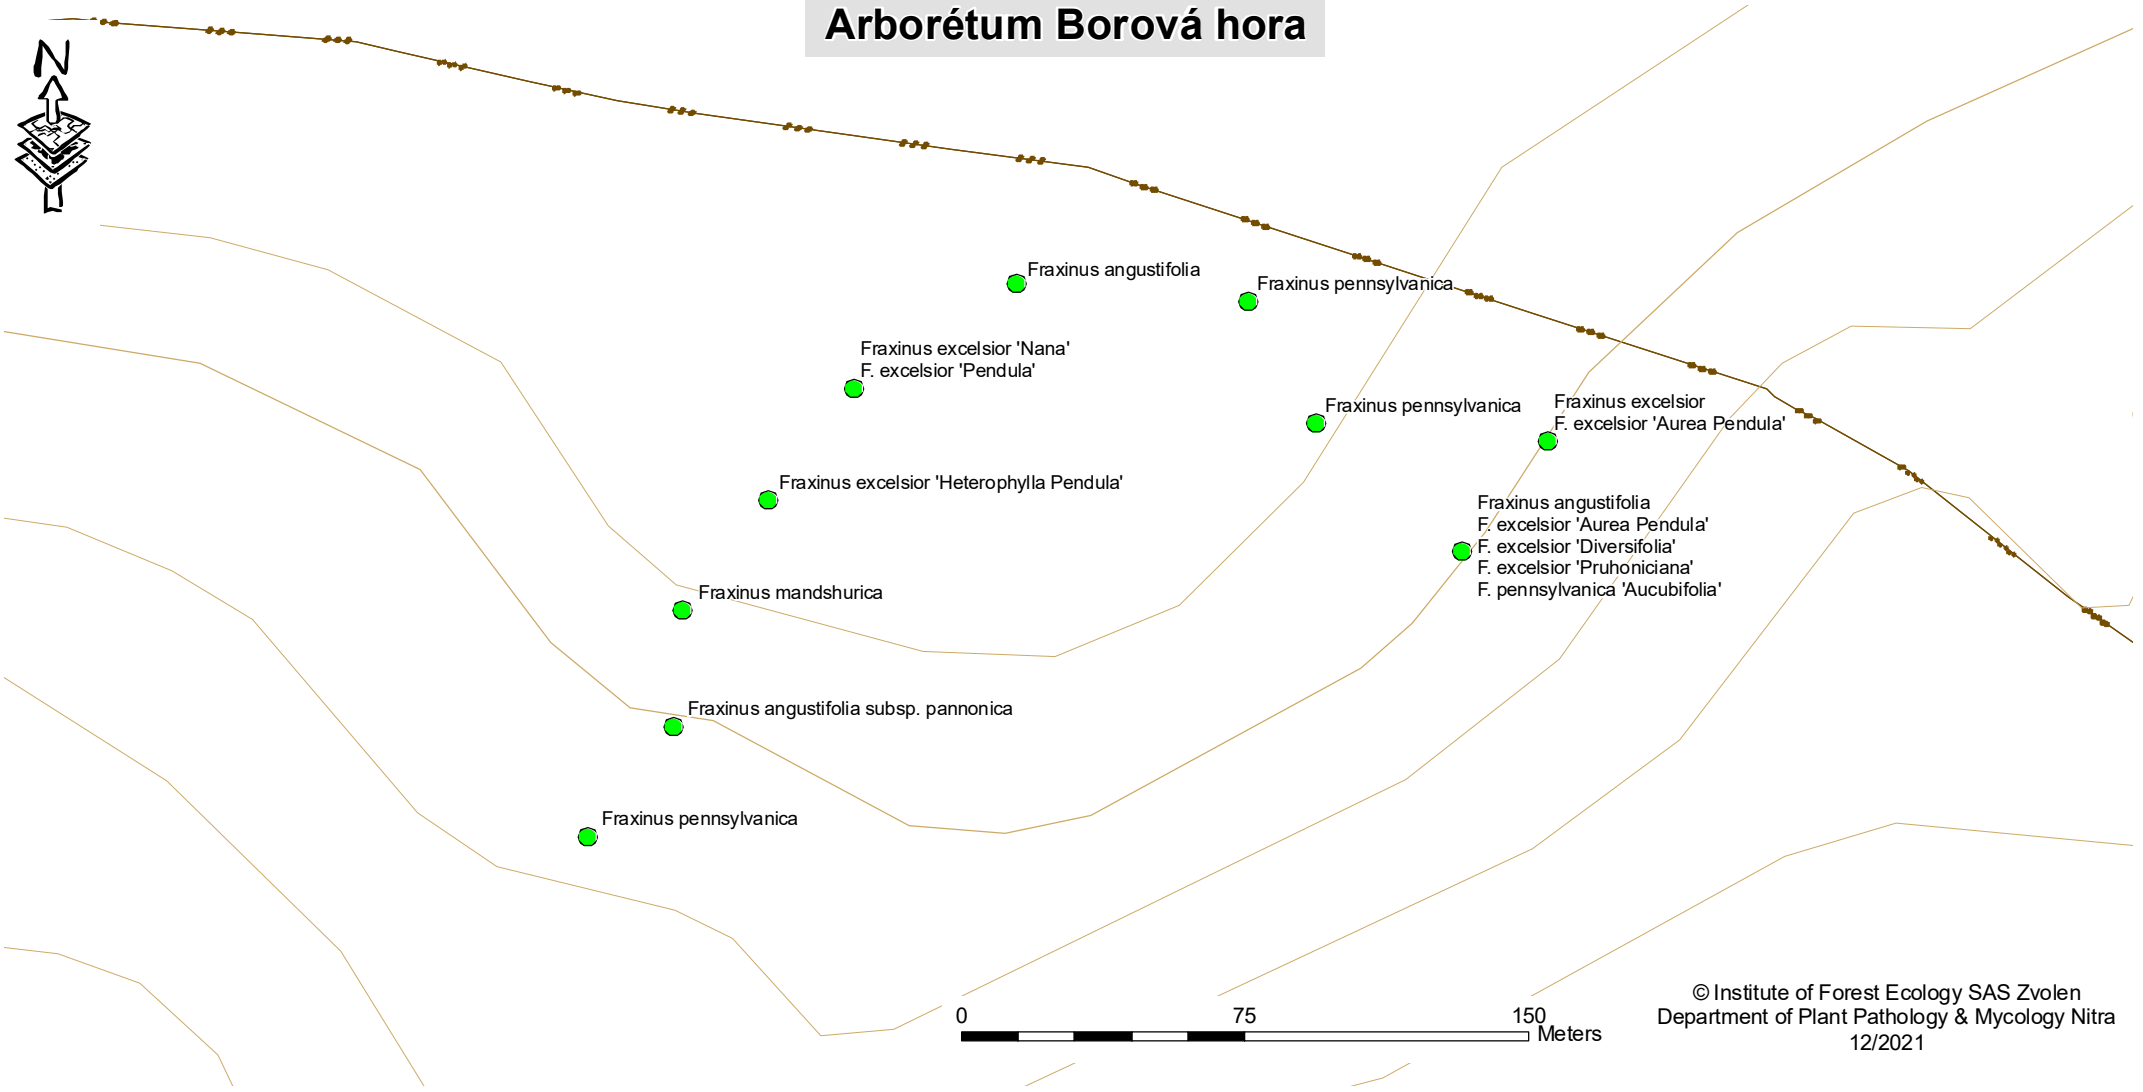 Arborétum Borová hora
N
Fraxinus angustifolia
Fraxinus pennsylvanica
Fraxinus excelsior 'Nana'
F. excelsior 'Pendula'
Fraxinus pennsylvanica
Fraxinus excelsior
F. excelsior 'Aurea Pendula'
Fraxinus excelsior 'Heterophylla Pendula'
Fraxinus angustifolia
F. excelsior 'Aurea Pendula'
F. excelsior 'Diversifolia'
F. excelsior 'Pruhoniciana'
F. pennsylvanica 'Aucubifolia'
Fraxinus mandshurica
Fraxinus angustifolia subsp. pannonica
Fraxinus pennsylvanica
0 75 150
Meters
© Institute of Forest Ecology SAS Zvolen
Department of Plant Pathology & Mycology Nitra
12/2021